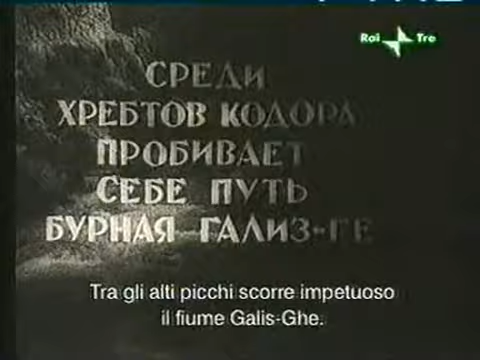 Rai Tre
СРЕДИ
ХРЕБТОВ КОДОРА
ПРОБИВАЕТ
СЕБЕ ПУТЬ
БУРНАЯ ГАЛИЗ-ГЕ
Tra gli alti picchi scorre impetuoso
il fiume Galis-Ghe.